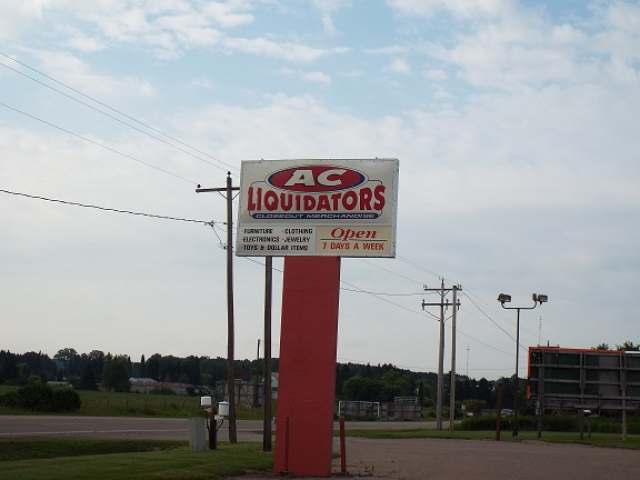 AC
LIQUIDATORS
CLOSEOUT MERCHANDISE
·FURNITURE ·CLOTHING
·ELECTRONICS ·JEWELRY
·TOYS & DOLLAR ITEMS
Open
7 DAYS A WEEK